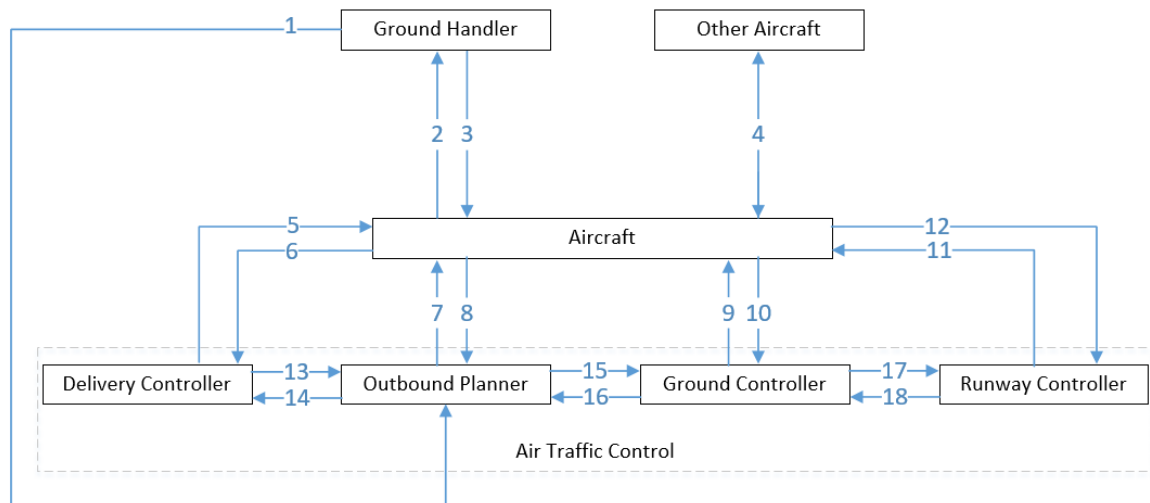 1
Ground Handler
Other Aircraft
2
3
4
5
Aircraft
12
6
11
7
8
9
10
Delivery Controller
13
Outbound Planner
15
Ground Controller
17
Runway Controller
14
16
18
Air Traffic Control